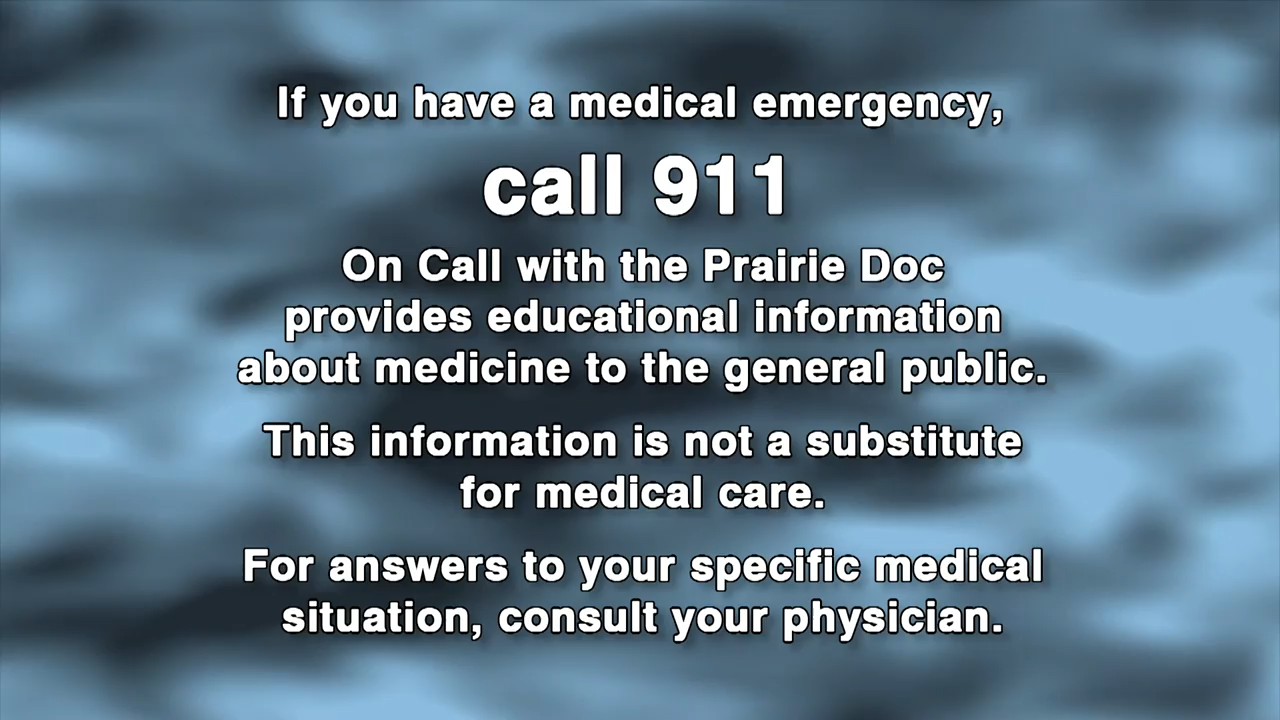 If you have a medical emergency,
call 911
On Call with the Prairie Doc
provides educational information
about medicine to the general public.
This information is not a substitute
for medical care.
For answers to your specific medical
situation, consult your physician.